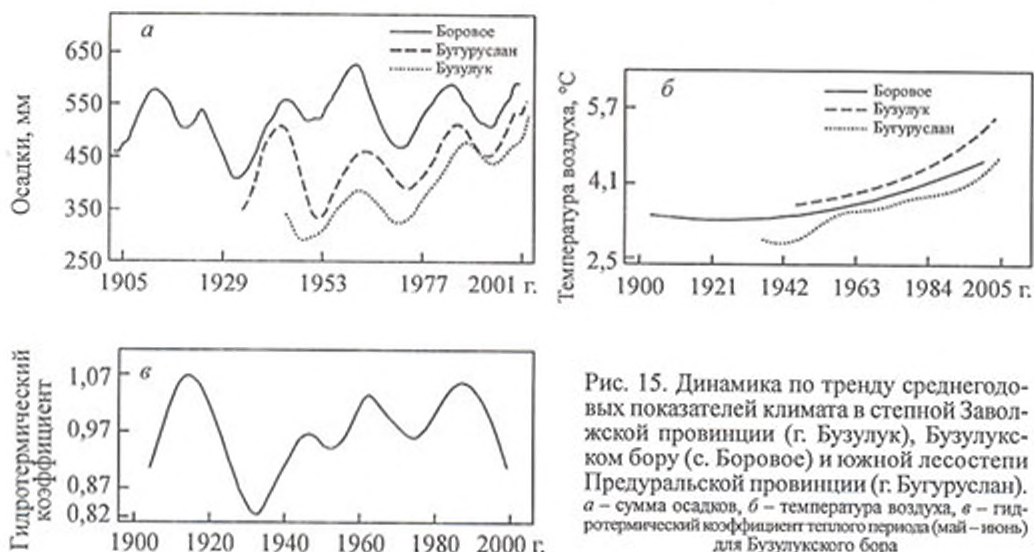 а
Боровое
Бугуруслан
Бузулук
Осадки, мм
650
550
450
350
250
1905 1929 1953 1977 2001 г.
б
Боровое
Бузулук
Бугуруслан
Температура воздуха, °С
5,7
4,1
2,5
1900 1921 1942 1963 1984 2005 г.
в
Гидротермический
коэффициент
1,07
0,97
0,87
0,82
1900 1920 1940 1960 1980 2000 г.
Рис. 15. Динамика по тренду среднегодо-
вых показателей климата в степной Завол-
жской провинции (г. Бузулук), Бузулукс-
ком бору (с. Боровое) и южной лесостепи
Предуральской провинции (г. Бугуруслан).
а – сумма осадков, б – температура воздуха, в – гид-
ротермический коэффициент теплого периода (май – июнь)
для Бузулукского бора